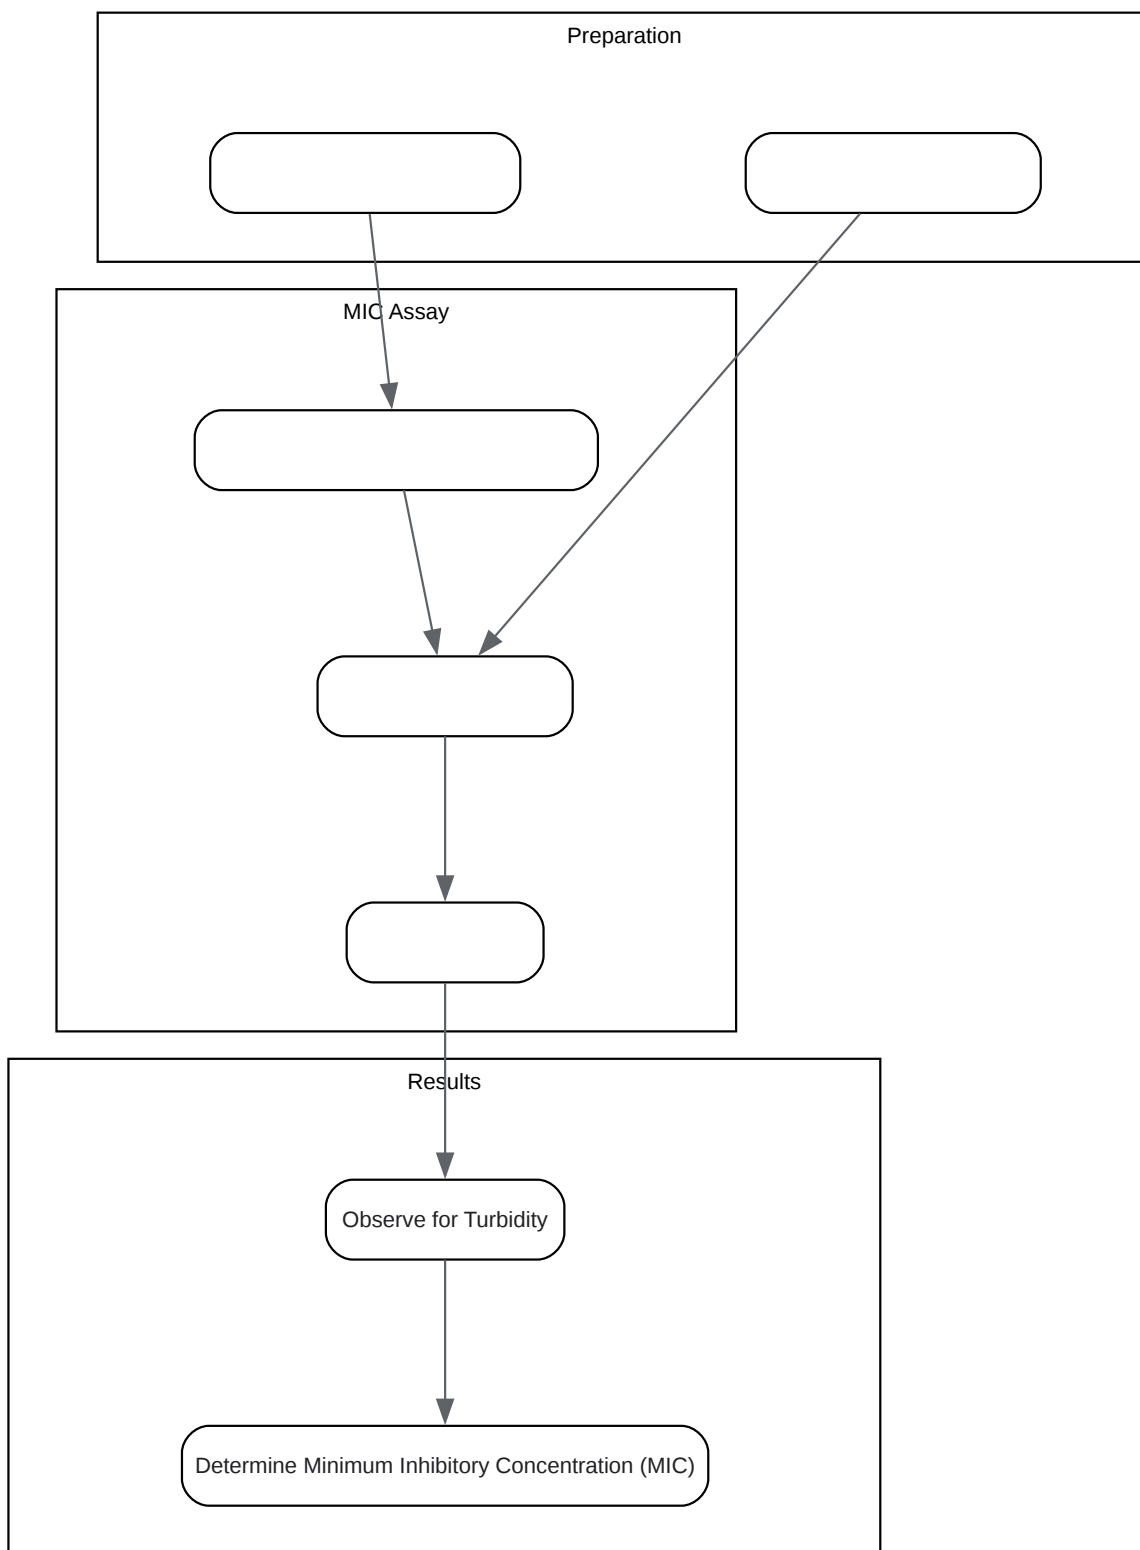 Preparation
MIC Assay
Results
Observe for Turbidity
Determine Minimum Inhibitory Concentration (MIC)